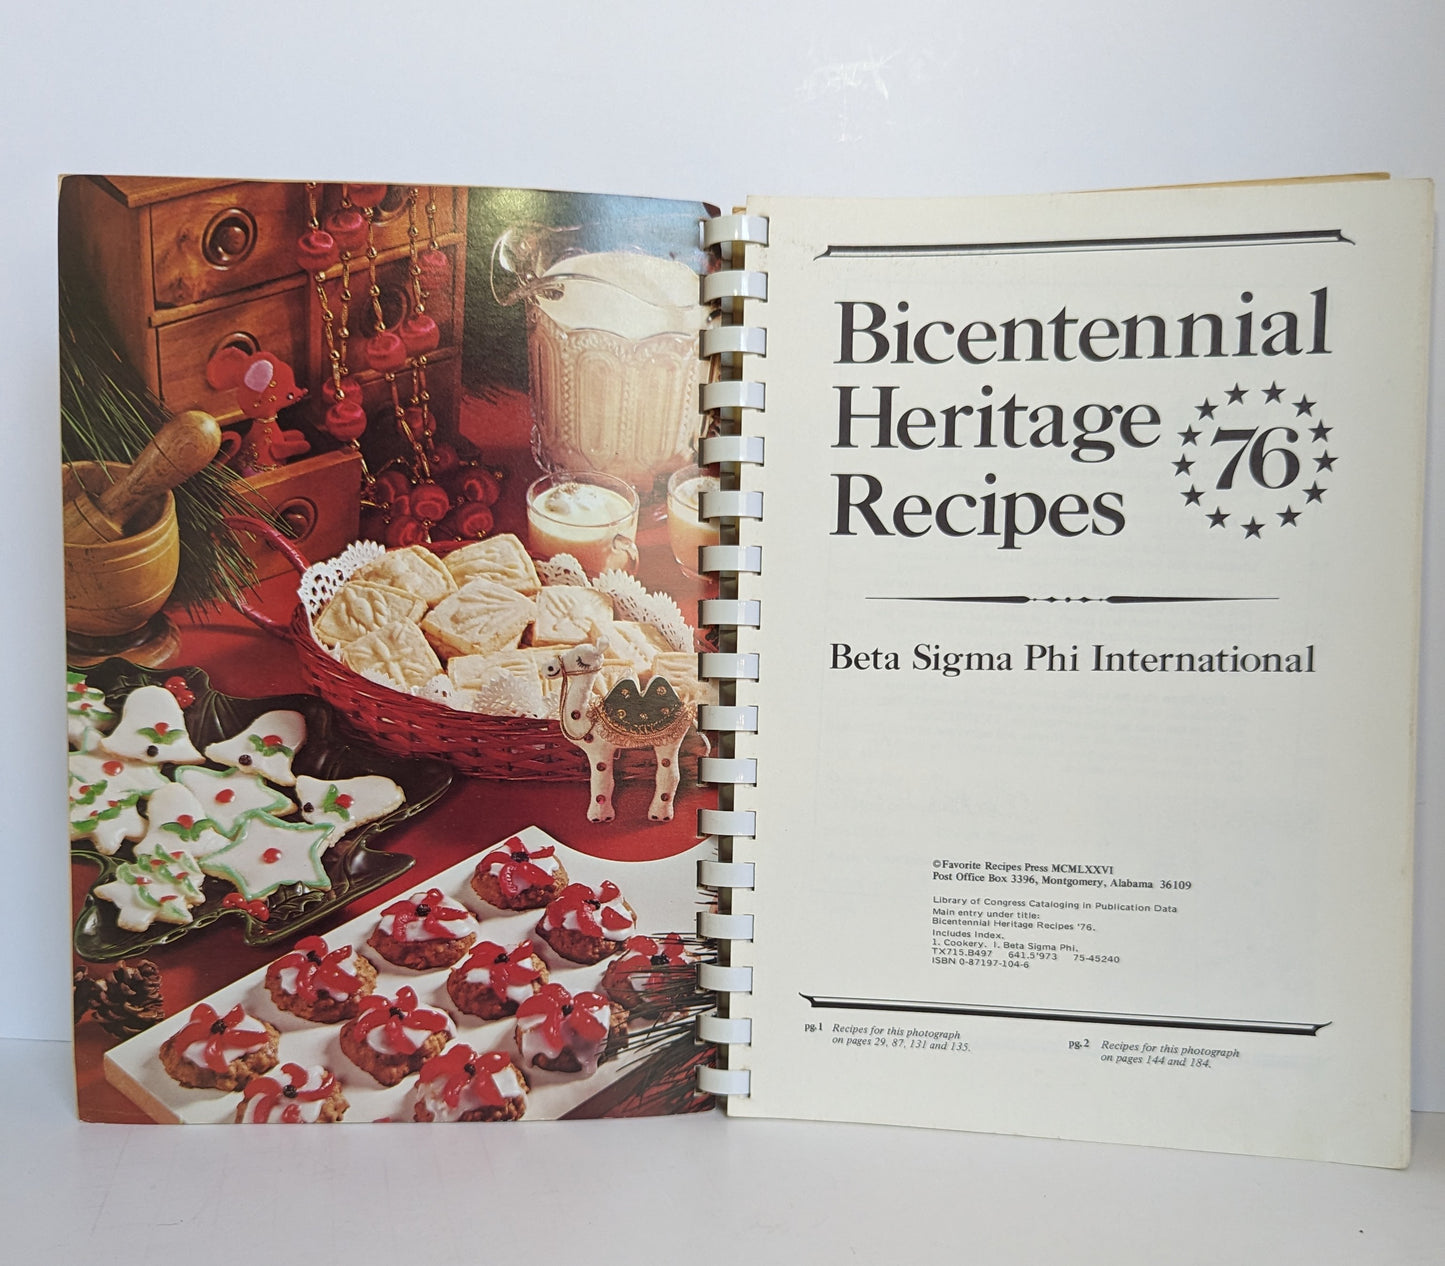 Bicentennial
Heritage
Recipes
'76
Beta Sigma Phi International
©Favorite Recipes Press MCMLXXVI
Post Office Box 3396, Montgomery, Alabama 36109
Library of Congress Cataloging in Publication Data
Main entry under title:
Bicentennial Heritage Recipes '76.
Includes Index.
1. Cookery. I. Beta Sigma Phi.
TX715.B497 641.5'973 75-45240
ISBN 0-87197-104-6
pg.1 Recipes for this photograph
on pages 29, 87, 131 and 135.
pg.2 Recipes for this photograph
on pages 144 and 184.